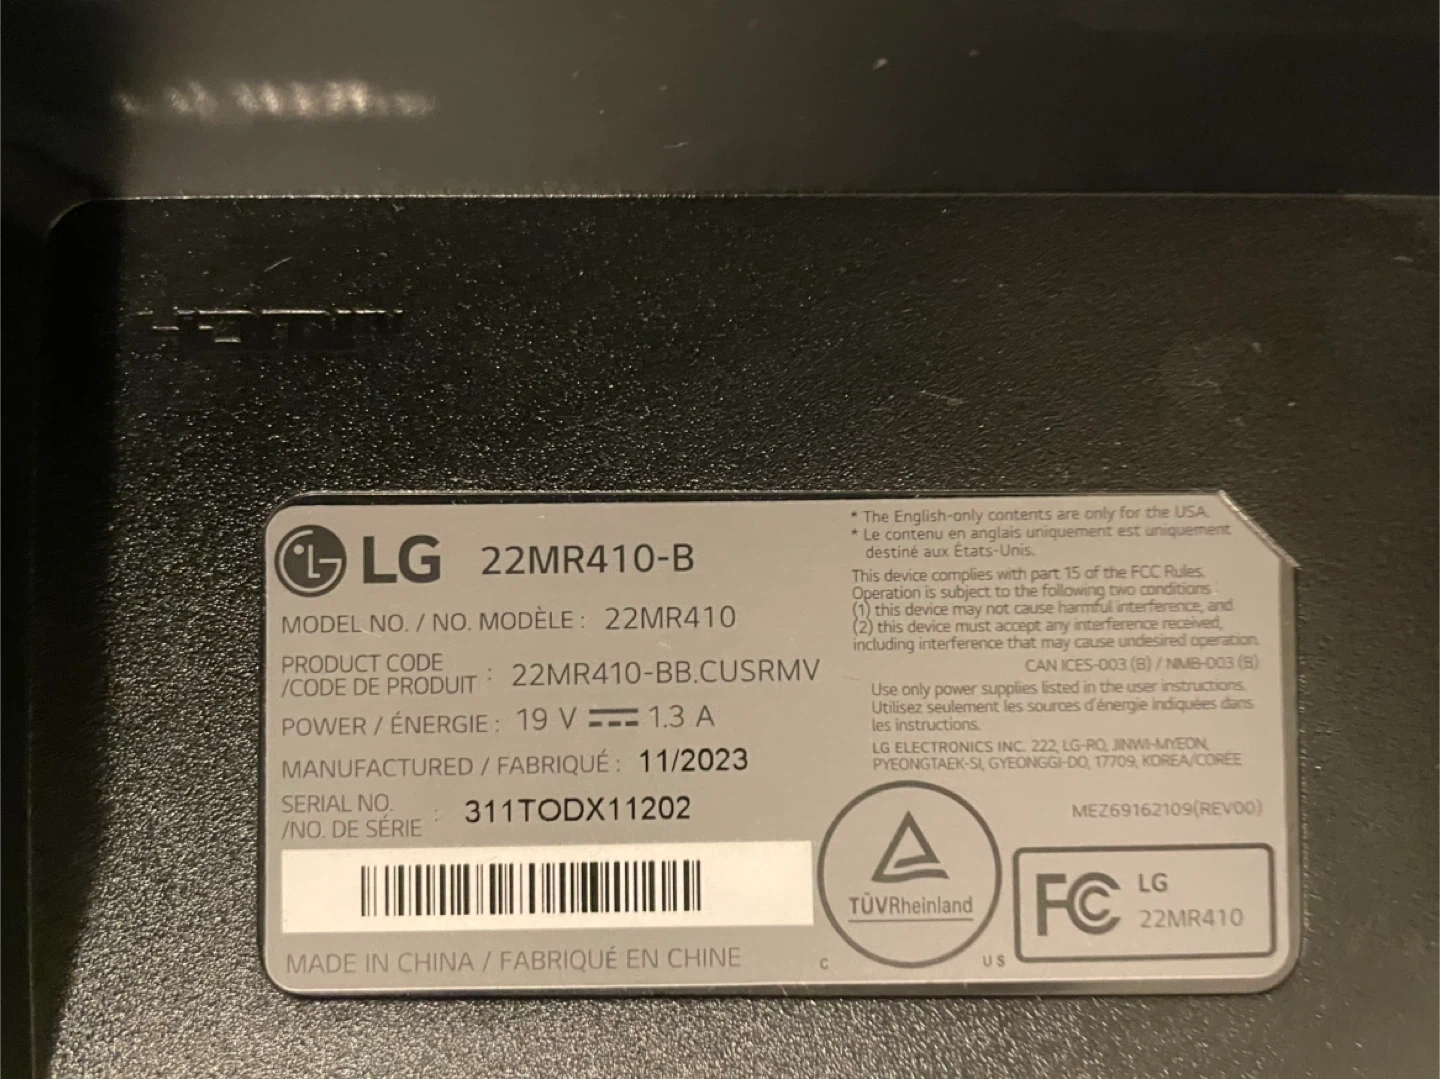 HDMI IN
LG 22MR410-B
MODEL NO. / NO. MODÈLE : 22MR410
PRODUCT CODE
/CODE DE PRODUIT : 22MR410-BB.CUSRMV
POWER / ÉNERGIE : 19 V ⎓ 1.3 A
MANUFACTURED / FABRIQUÉ : 11/2023
SERIAL NO.
/NO. DE SÉRIE : 311TODX11202
MADE IN CHINA / FABRIQUÉ EN CHINE
* The English-only contents are only for the USA.
* Le contenu en anglais uniquement est uniquement
destiné aux États-Unis.
This device complies with part 15 of the FCC Rules.
Operation is subject to the following two conditions :
(1) this device may not cause harmful interference, and
(2) this device must accept any interference received,
including interference that may cause undesired operation.
CAN ICES-003 (B) / NMB-003 (B)
Use only power supplies listed in the user instructions.
Utilisez seulement les sources d'énergie indiquées dans
les instructions.
LG ELECTRONICS INC. 222, LG-RO, JINWI-MYEON,
PYEONGTAEK-SI, GYEONGGI-DO, 17709, KOREA/CORÉE
MEZ69162109(REV00)
TÜVRheinland
C US
FC LG
22MR410